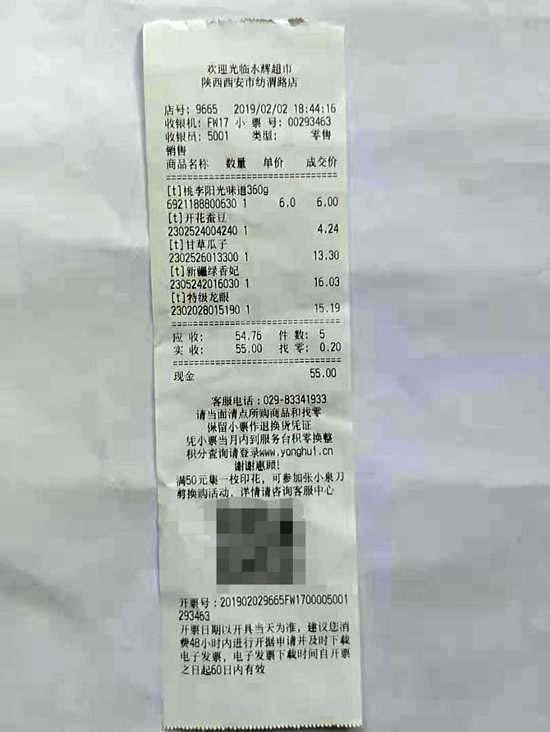 欢迎光临永辉超市
陕西西安市纺渭路店
店号: 9665 2019/02/02 18:44:16
收银机: FW17 小 票 号: 00293463
收银员: 5001 类型: 零售
销售
商品名称 数量 单价 成交价
[t]桃李阳光味道360g
6921188800630 1 6.0 6.00
[t]开花蚕豆
2302524004240 1 4.24
[t]甘草瓜子
2302526013300 1 13.30
[t]新疆绿香妃
2305242016030 1 16.03
[t]特级龙眼
2302028015190 1 15.19
应 收: 54.76 件 数: 5
实 收: 55.00 找 零: 0.20
现金 55.00
客服电话：029-83341933
请当面清点所购商品和找零
保留小票作退换货凭证
凭小票当月内到服务台积零换整
积分查询请登录www.yonghui.cn
谢谢惠顾!
满50元集一枚印花，可参加张小泉刀
剪换购活动，详情请咨询客服中心
开票号：201902029665FW1700005001
293463
开票日期以开具当天为准，建议您消
费48小时内进行开据申请并及时下载
电子发票，电子发票下载时间自开票
之日起60日内有效